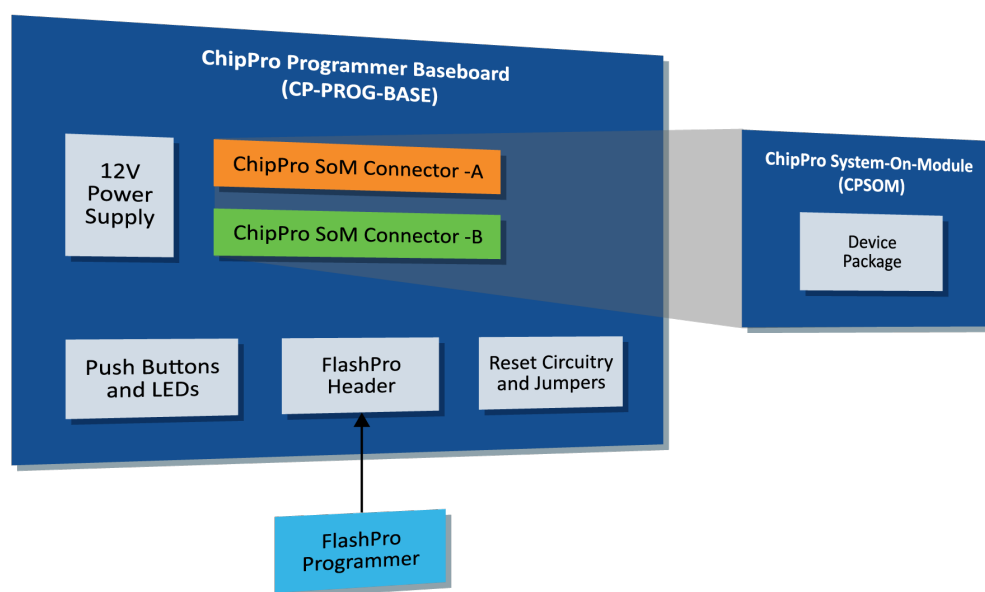 ChipPro Programmer Baseboard
(CP-PROG-BASE)
12V
Power
Supply
ChipPro SoM Connector -A
ChipPro SoM Connector -B
ChipPro System-On-Module
(CPSOM)
Device
Package
Push Buttons
and LEDs
FlashPro
Header
Reset Circuitry
and Jumpers
FlashPro
Programmer